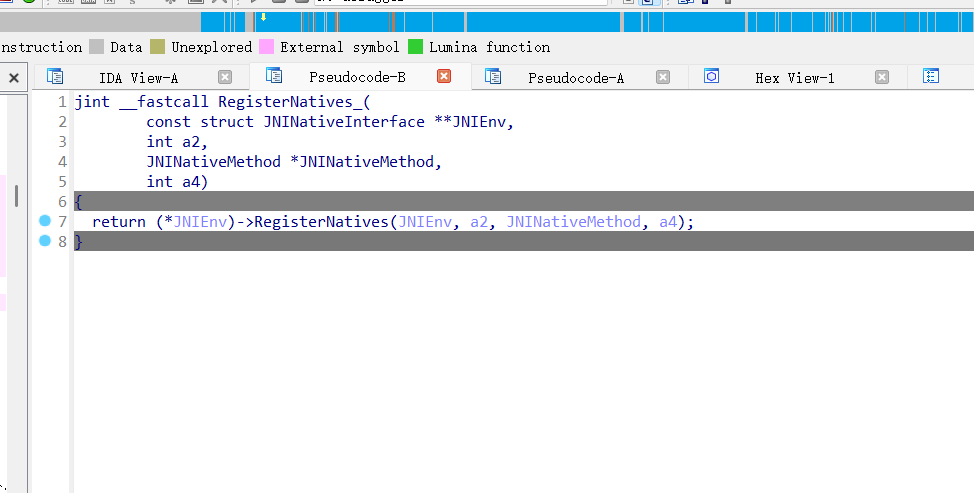 nstruction Data Unexplored External symbol Lumina function
IDA View-A Pseudocode-B Pseudocode-A Hex View-1
1 jint __fastcall RegisterNatives_(
2 const struct JNINativeInterface **JNIEnv,
3 int a2,
4 JNINativeMethod *JNINativeMethod,
5 int a4)
6 {
7 return (*JNIEnv)->RegisterNatives(JNIEnv, a2, JNINativeMethod, a4);
8 }